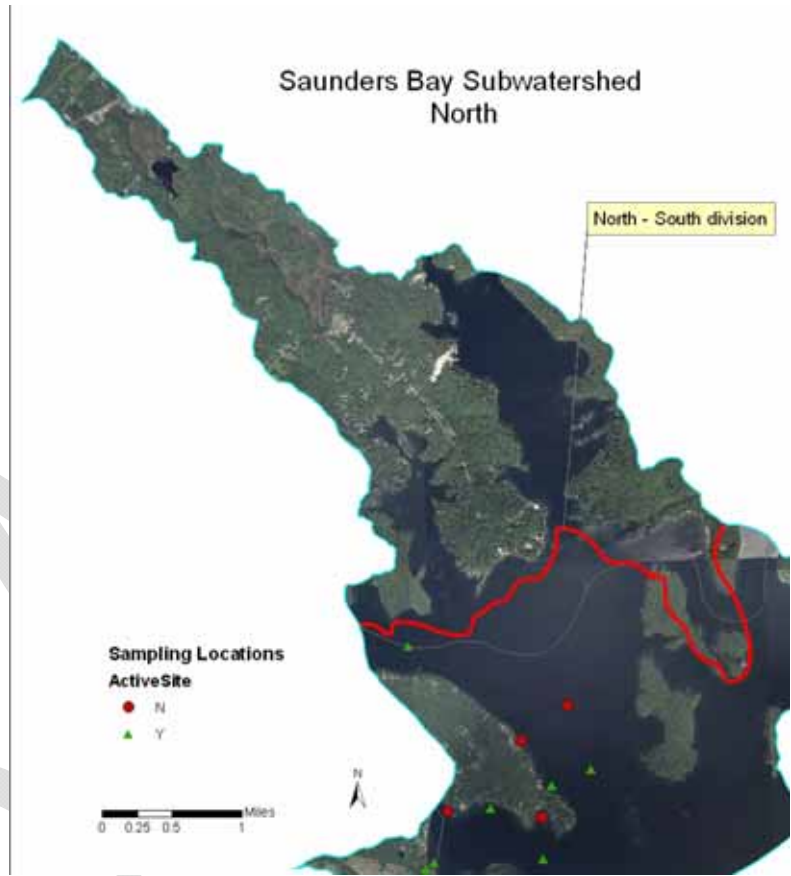 Saunders Bay Subwatershed
North
North - South division
Sampling Locations
ActiveSite
N
Y
N
Miles
0 0.25 0.5 1